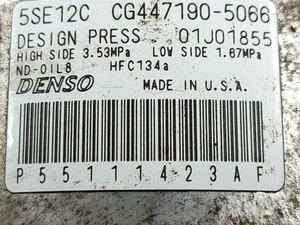 5SE12C CG447190-5066
DESIGN PRESS 01J01855
HIGH SIDE 3.53MPa LOW SIDE 1.67MPa
ND-OIL8 HFC134a
DENSO MADE IN U.S.A.
P55111423AF